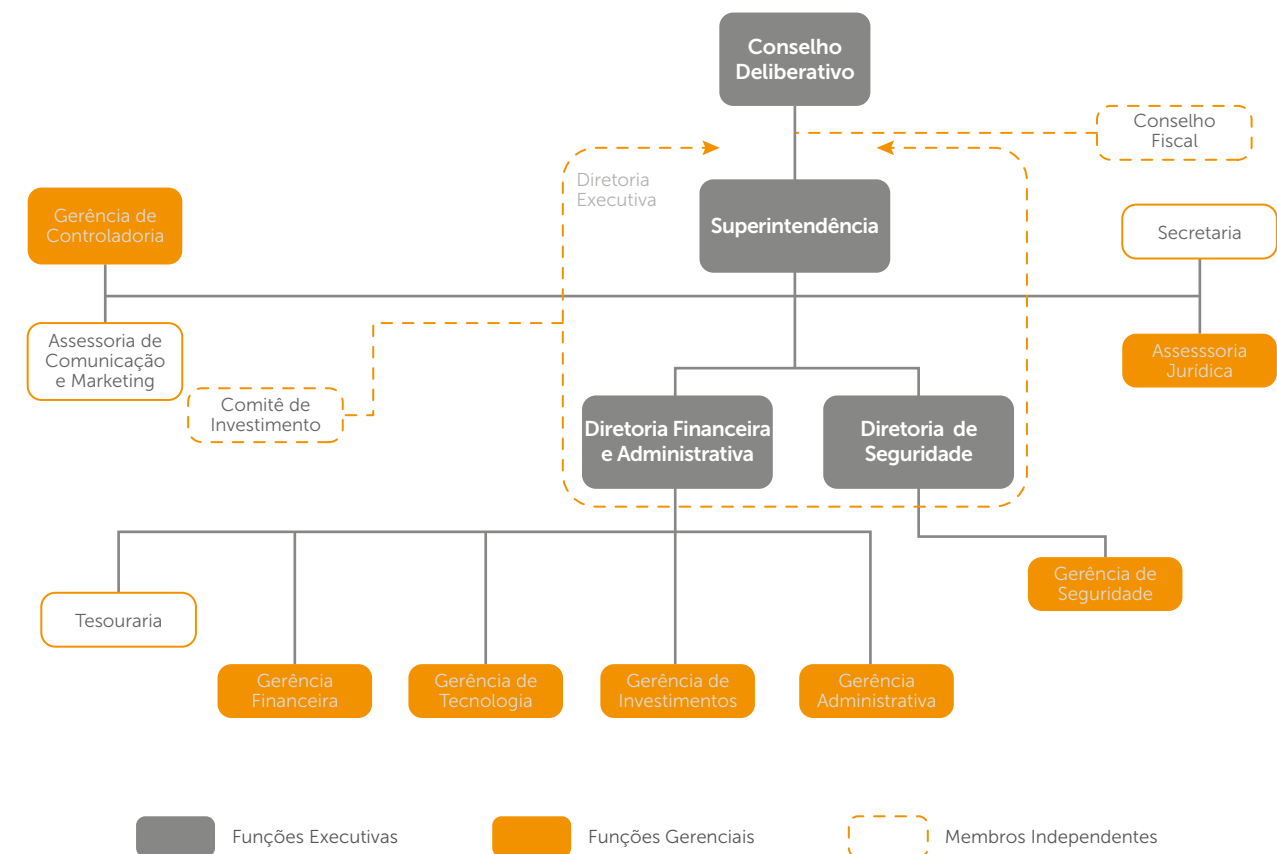 Conselho
Deliberativo
Conselho
Fiscal
Diretoria
Executiva
Gerência de
Controladoria
Superintendência
Secretaria
Assessoria de
Comunicação
e Marketing
Assesssoria
Jurídica
Comitê de
Investimento
Diretoria Financeira
e Administrativa
Diretoria de
Seguridade
Gerência de
Seguridade
Tesouraria
Gerência
Financeira
Gerência de
Tecnologia
Gerência de
Investimentos
Gerência
Administrativa
Funções Executivas
Funções Gerenciais
Membros Independentes